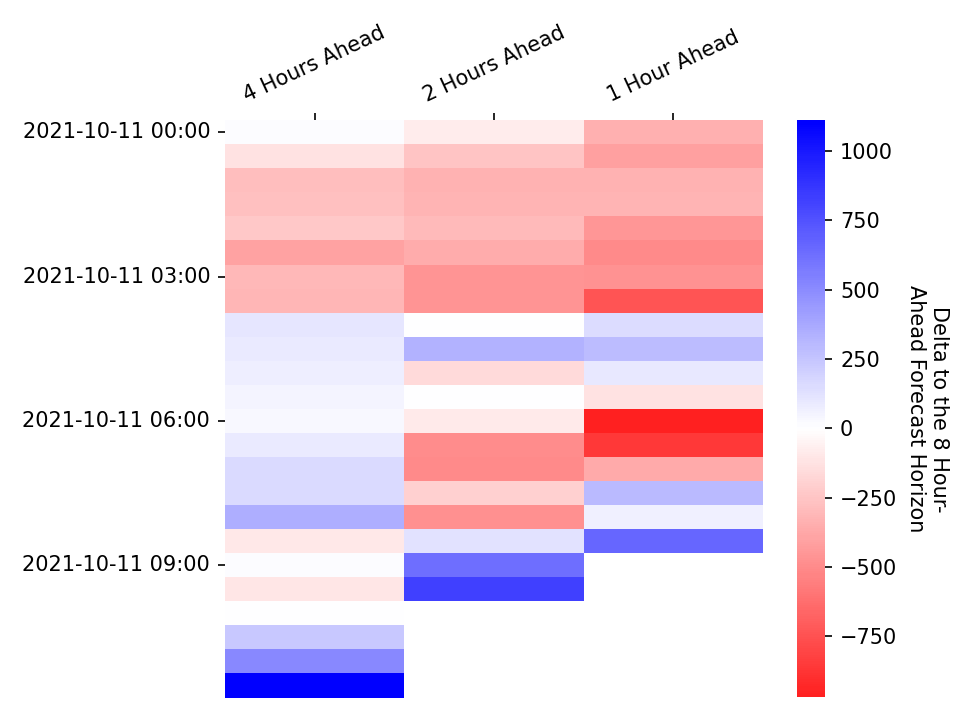 4 Hours Ahead
2 Hours Ahead
1 Hour Ahead
2021-10-11 00:00
2021-10-11 03:00
2021-10-11 06:00
2021-10-11 09:00
1000
750
500
250
0
−250
−500
−750
Delta to the 8 Hour-
Ahead Forecast Horizon